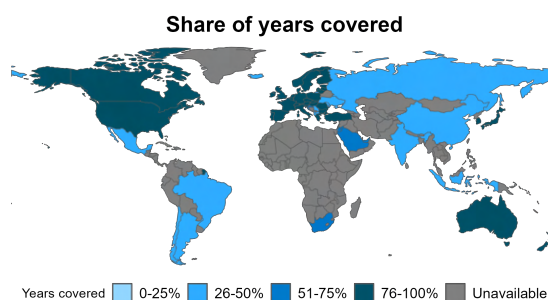 Share of years covered
Years covered 0-25% 26-50% 51-75% 76-100% Unavailable